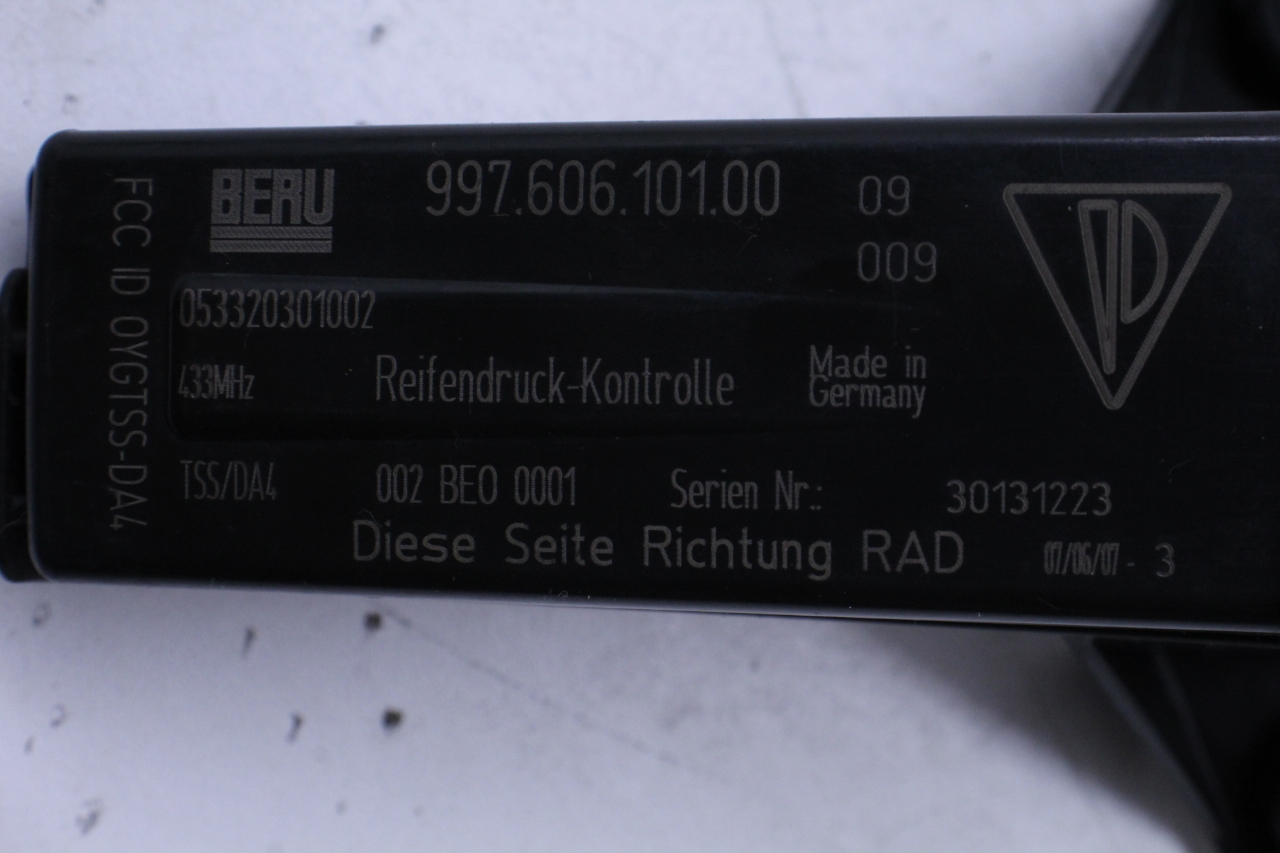 FCC ID OYGTSS-DA4
BERU
997.606.101.00 09
009
053320301002
433MHz Reifendruck-Kontrolle Made in
Germany
TSS/DA4 002 BE0 0001 Serien Nr.: 30131223
Diese Seite Richtung RAD 07/06/07 - 3